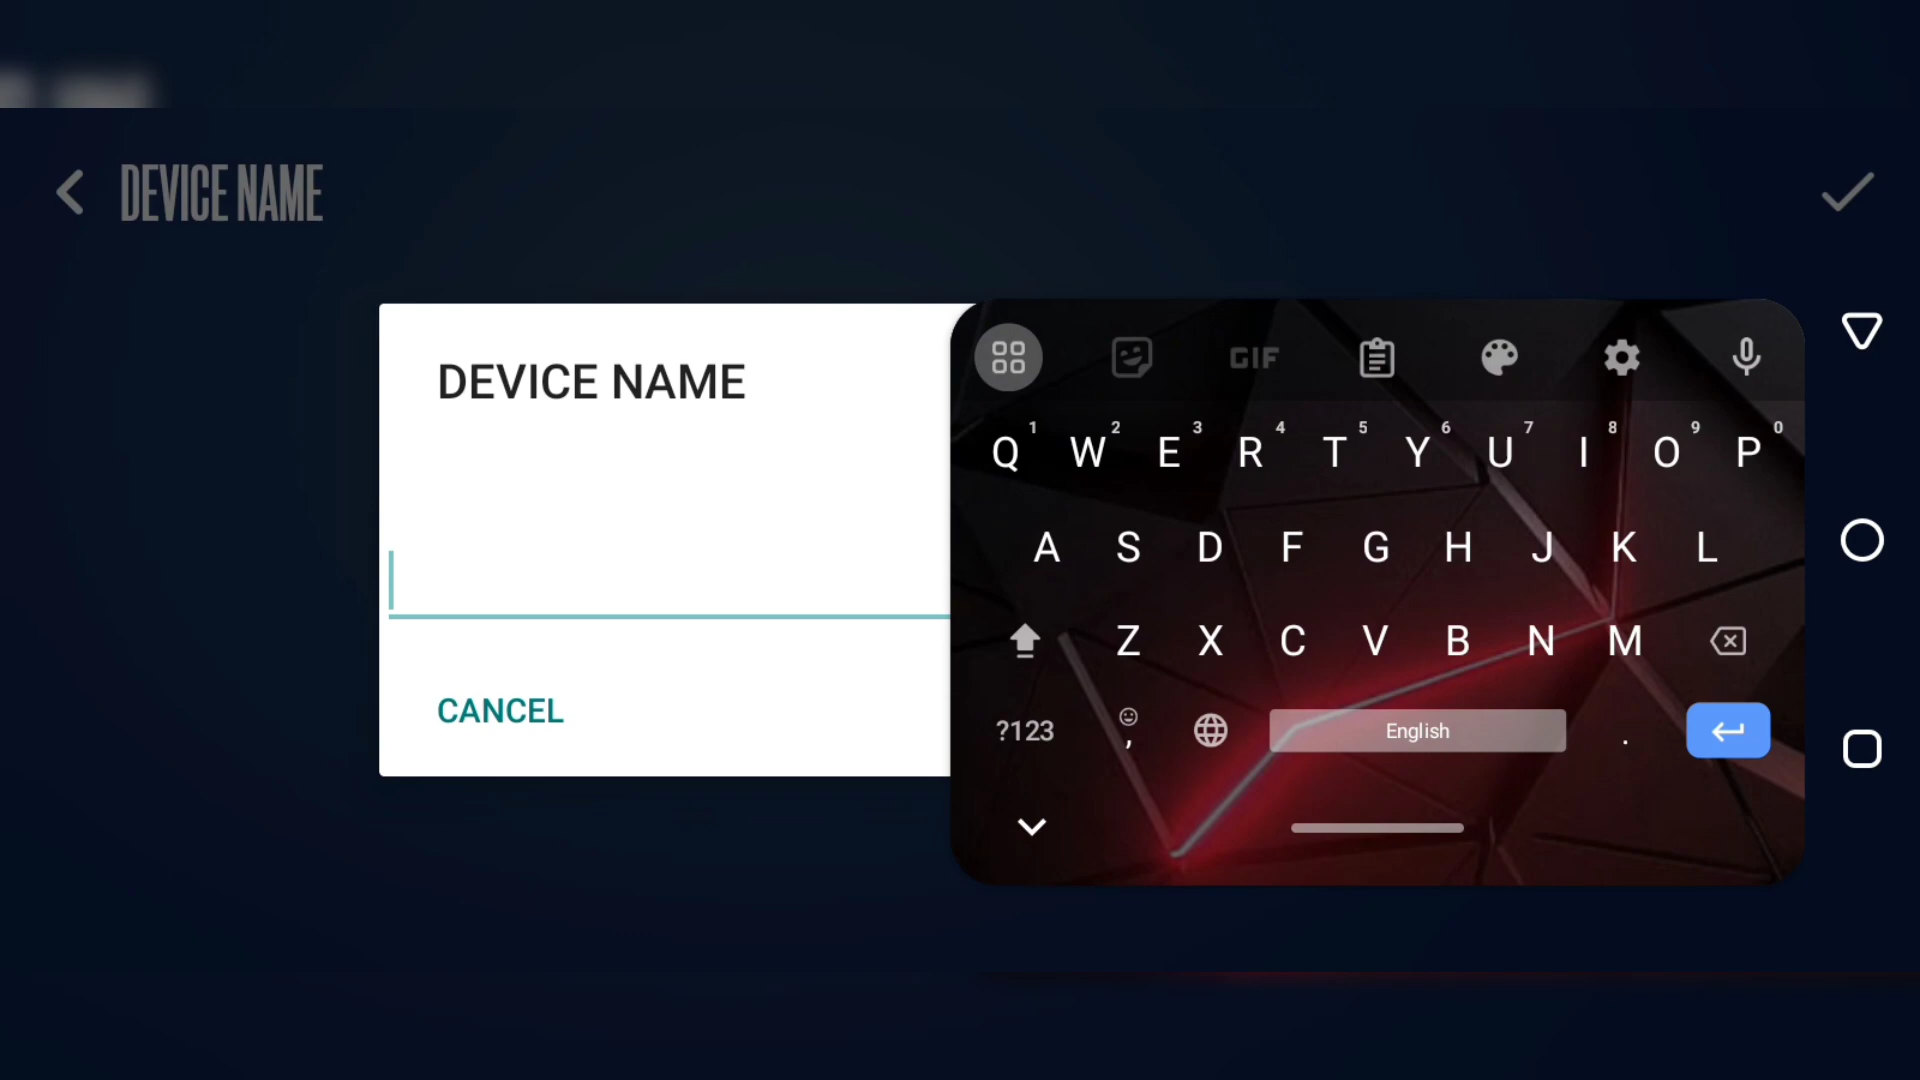 DEVICE NAME
DEVICE NAME
CANCEL
GIF
Q 1 W 2 E 3 R 4 T 5 Y 6 U 7 I 8 O 9 P 0
A S D F G H J K L
Z X C V B N M
?123 , English .